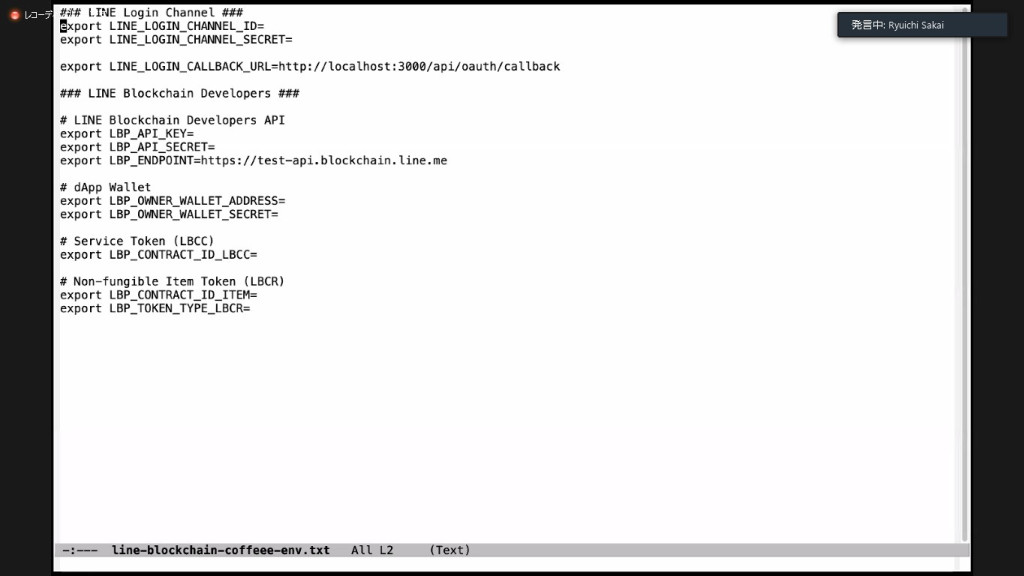 レコーデ
発言中: Ryuichi Sakai
### LINE Login Channel ###
export LINE_LOGIN_CHANNEL_ID=
export LINE_LOGIN_CHANNEL_SECRET=
export LINE_LOGIN_CALLBACK_URL=http://localhost:3000/api/oauth/callback
### LINE Blockchain Developers ###
# LINE Blockchain Developers API
export LBP_API_KEY=
export LBP_API_SECRET=
export LBP_ENDPOINT=https://test-api.blockchain.line.me
# dApp Wallet
export LBP_OWNER_WALLET_ADDRESS=
export LBP_OWNER_WALLET_SECRET=
# Service Token (LBCC)
export LBP_CONTRACT_ID_LBCC=
# Non-fungible Item Token (LBCR)
export LBP_CONTRACT_ID_ITEM=
export LBP_TOKEN_TYPE_LBCR=
-:--- line-blockchain-coffeee-env.txt All L2 (Text)